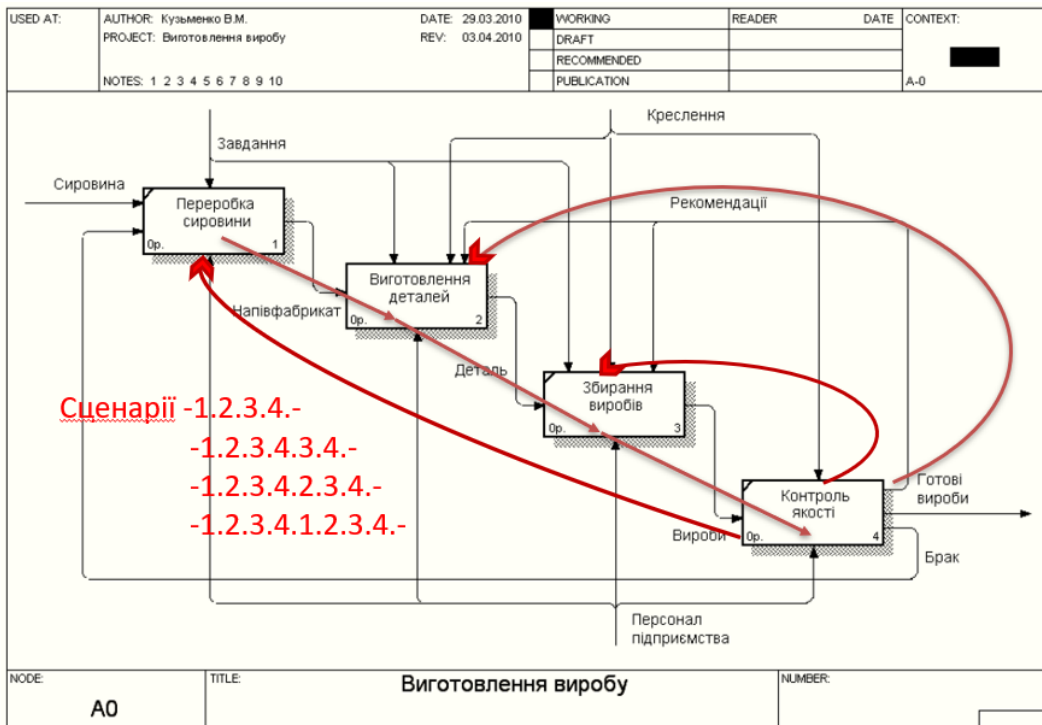 USED AT:
AUTHOR: Кузьменко В.М.
DATE: 29.03.2010
WORKING
READER
DATE
CONTEXT:
PROJECT: Виготовлення виробу
REV: 03.04.2010
DRAFT
RECOMMENDED
NOTES: 1 2 3 4 5 6 7 8 9 10
PUBLICATION
A-0
Креслення
Завдання
Сировина
Переробка
сировини
0р.
1
Рекомендації
Виготовлення
деталей
0р.
2
Напівфабрикат
Деталь
Збирання
виробів
0р.
3
Сценарії -1.2.3.4.-
-1.2.3.4.3.4.-
-1.2.3.4.2.3.4.-
-1.2.3.4.1.2.3.4.-
Контроль
якості
0р.
4
Готові
вироби
Вироби
Брак
Персонал
підприємства
NODE:
TITLE:
NUMBER:
A0
Виготовлення виробу